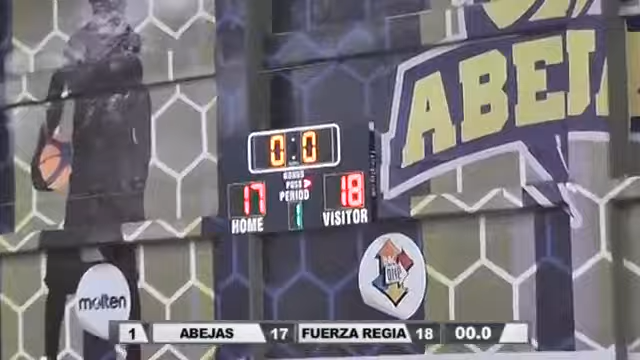 ABEJAS
0:0
BONUS
POSS
17 PERIOD 18
HOME 1 VISITOR
molten
1 ABEJAS 17 FUERZA REGIA 18 00.0